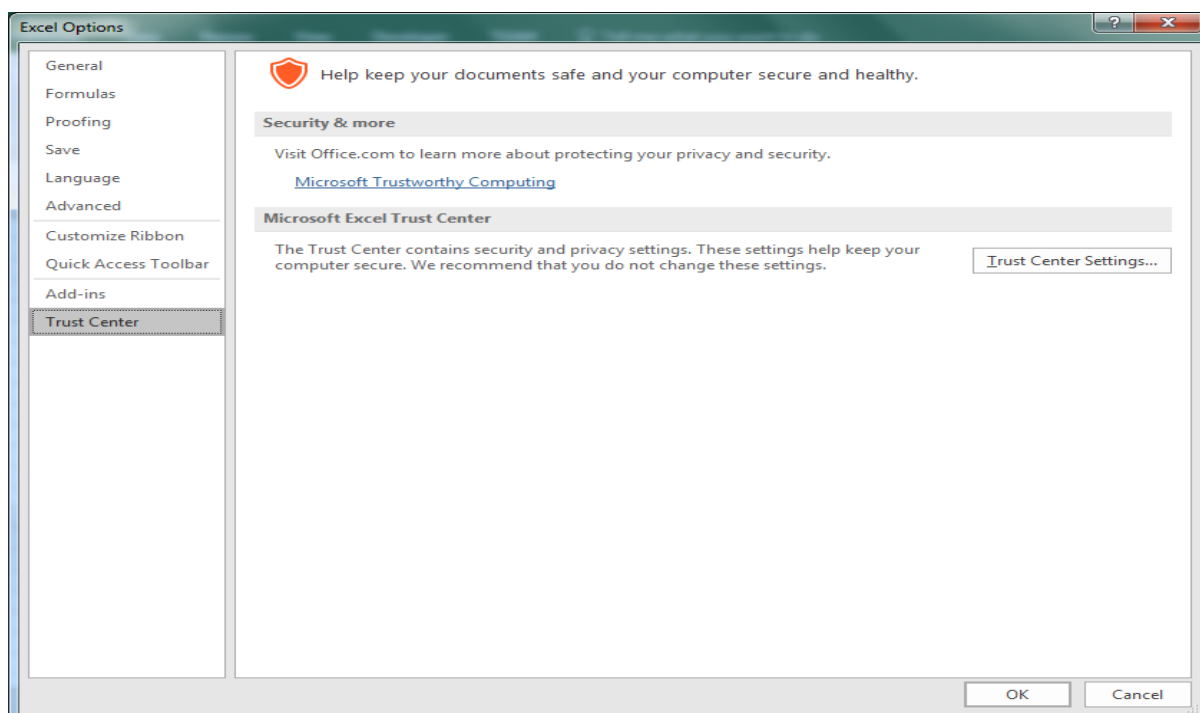 Excel Options
General
Formulas
Proofing
Save
Language
Advanced
Customize Ribbon
Quick Access Toolbar
Add-ins
Trust Center
Help keep your documents safe and your computer secure and healthy.
Security & more
Visit Office.com to learn more about protecting your privacy and security.
Microsoft Trustworthy Computing
Microsoft Excel Trust Center
The Trust Center contains security and privacy settings. These settings help keep your
computer secure. We recommend that you do not change these settings.
Trust Center Settings...
OK
Cancel